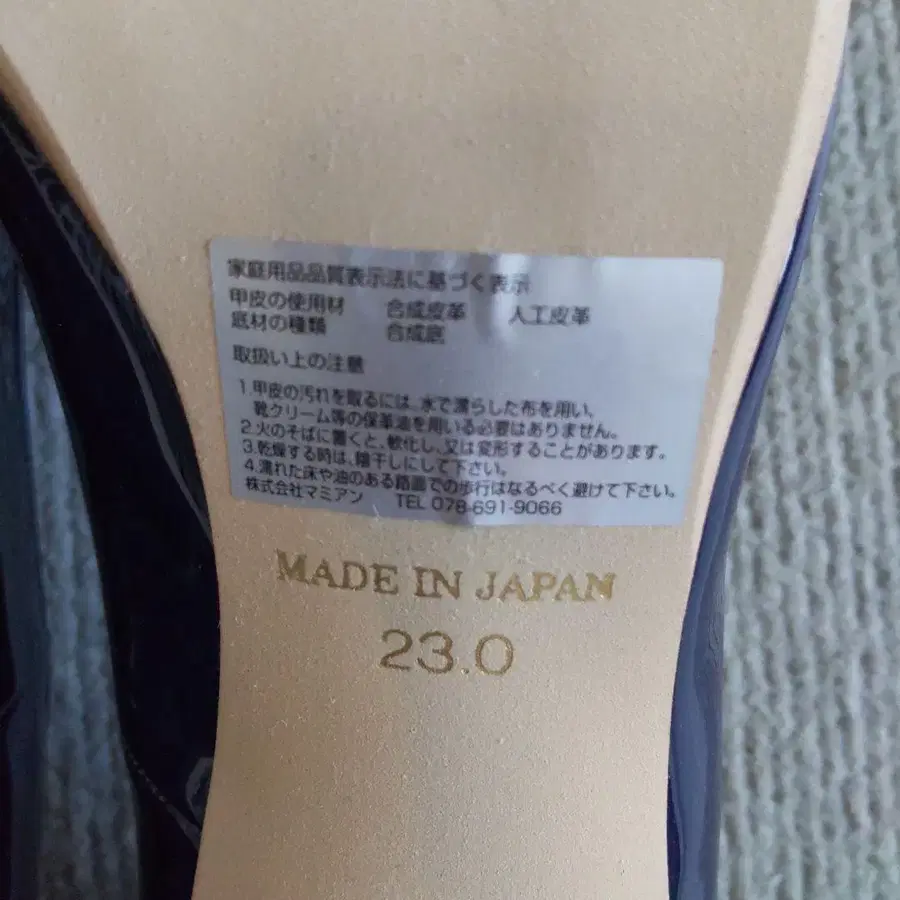 家庭用品品質表示法に基づく表示
甲皮の使用材 合成皮革 人工皮革
底材の種類 合成底
取扱い上の注意
1.甲皮の汚れを取るには、水で濡らした布を用い、
靴クリーム等の保革油を用いる必要はありません。
2.火のそばに置くと、軟化し、又は変形することがあります。
3.乾燥する時は、陰干しにして下さい。
4.濡れた床や油のある路面での歩行はなるべく避けて下さい。
株式会社マミアン TEL 078-691-9066
MADE IN JAPAN
23.0